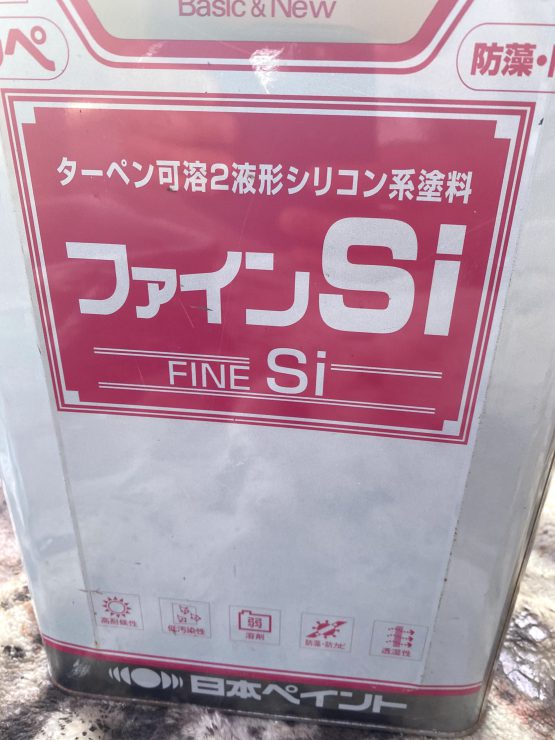 Basic & New
ペ
防藻・
ターペン可溶2液形シリコン系塗料
ファインSi
FINE Si
高耐候性
低汚染性
弱溶剤
防藻・防カビ
透湿性
日本ペイント